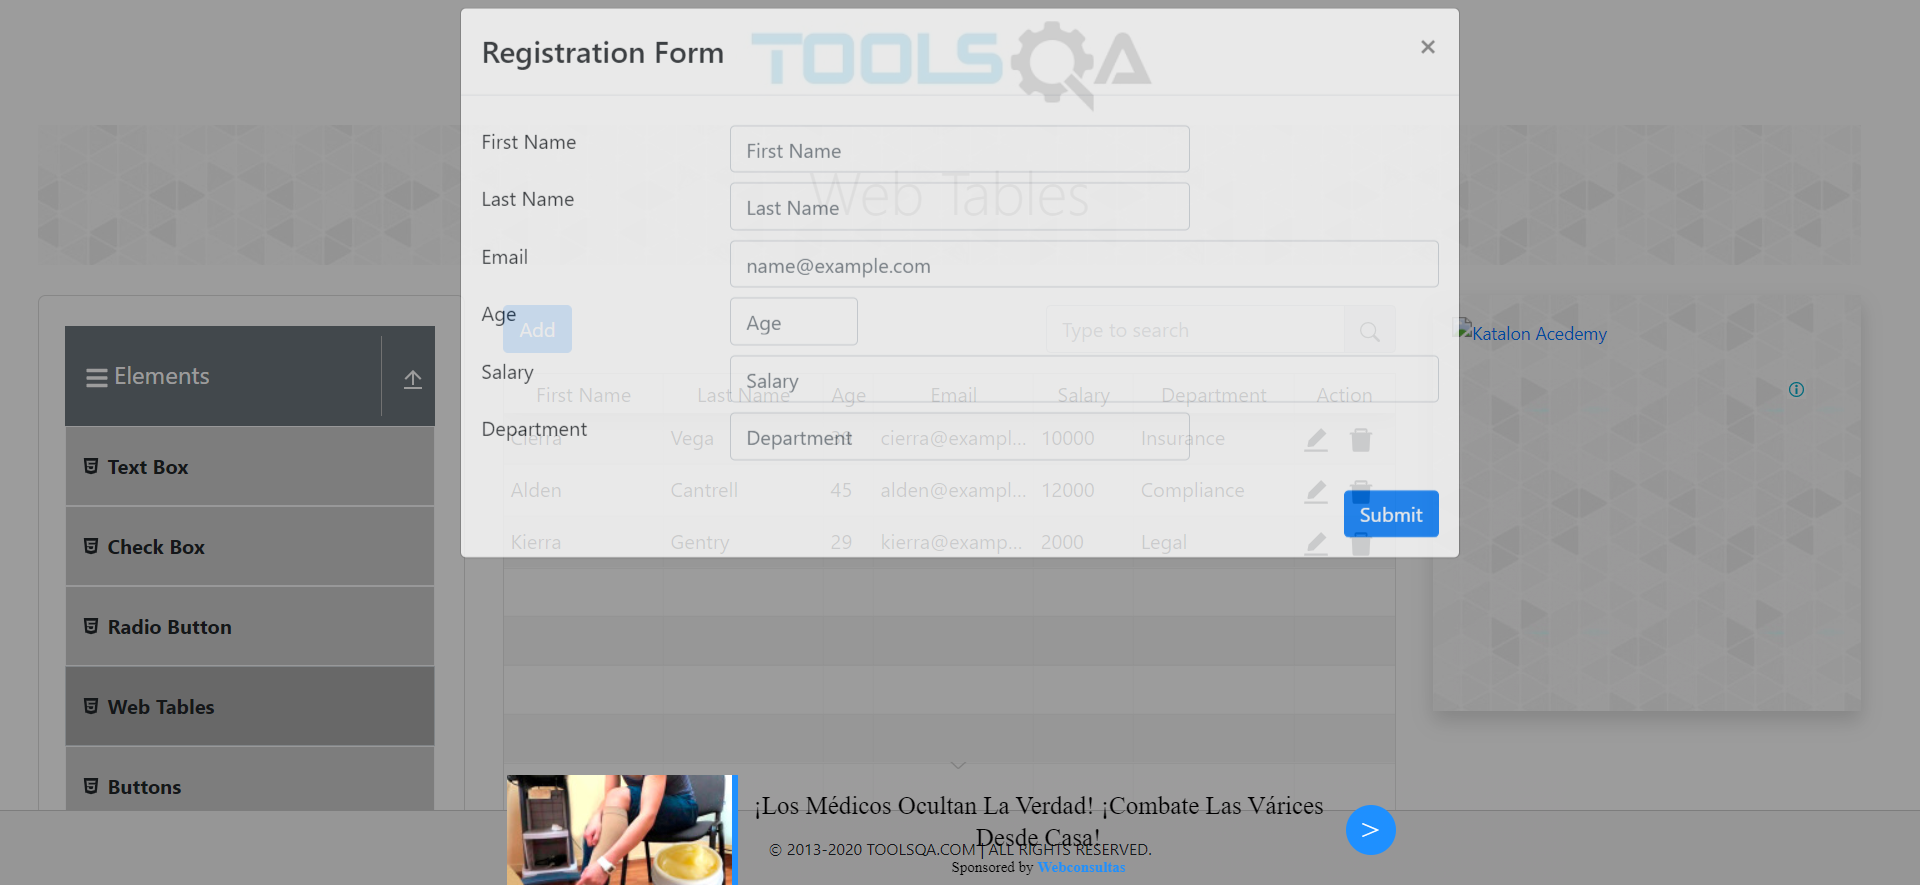 Registration Form
TOOLSQA
×
First Name
First Name
Web Tables
Last Name
Last Name
Email
name@example.com
Age
Age
Add
Type to search
Salary
Salary
First Name Last Name Age Email Salary Department Action
Department
Department
Cierra Vega 39 cierra@exampl... 10000 Insurance
Alden Cantrell 45 alden@exampl... 12000 Compliance
Submit
Kierra Gentry 29 kierra@examp... 2000 Legal
Elements
Text Box
Check Box
Radio Button
Web Tables
Buttons
Katalon Acedemy
¡Los Médicos Ocultan La Verdad! ¡Combate Las Várices
Desde Casa!
>
© 2013-2020 TOOLSQA.COM | ALL RIGHTS RESERVED.
Sponsored by Webconsultas